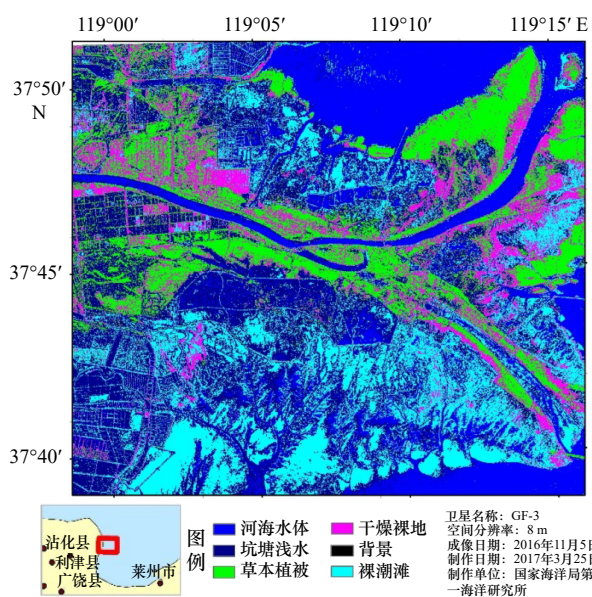 119°00′ 119°05′ 119°10′ 119°15′ E
37°50′
N
37°45′
37°40′
沾化县
利津县
广饶县
莱州市
图例
河海水体
坑塘浅水
草本植被
干燥裸地
背景
裸潮滩
卫星名称：GF-3
空间分辨率：8 m
成像日期：2016年11月5日
制作日期：2017年3月25日
制作单位：国家海洋局第
一海洋研究所